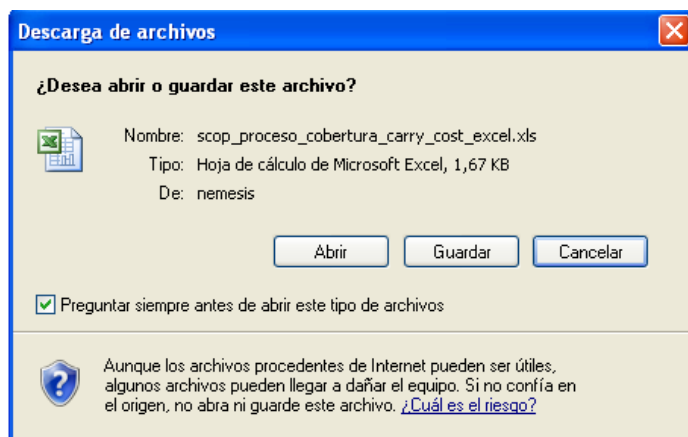 Descarga de archivos
¿Desea abrir o guardar este archivo?
Nombre: scop_proceso_cobertura_carry_cost_excel.xls
Tipo: Hoja de cálculo de Microsoft Excel, 1,67 KB
De: nemesis
Abrir Guardar Cancelar
Preguntar siempre antes de abrir este tipo de archivos
Aunque los archivos procedentes de Internet pueden ser útiles,
algunos archivos pueden llegar a dañar el equipo. Si no confía en
el origen, no abra ni guarde este archivo. ¿Cuál es el riesgo?